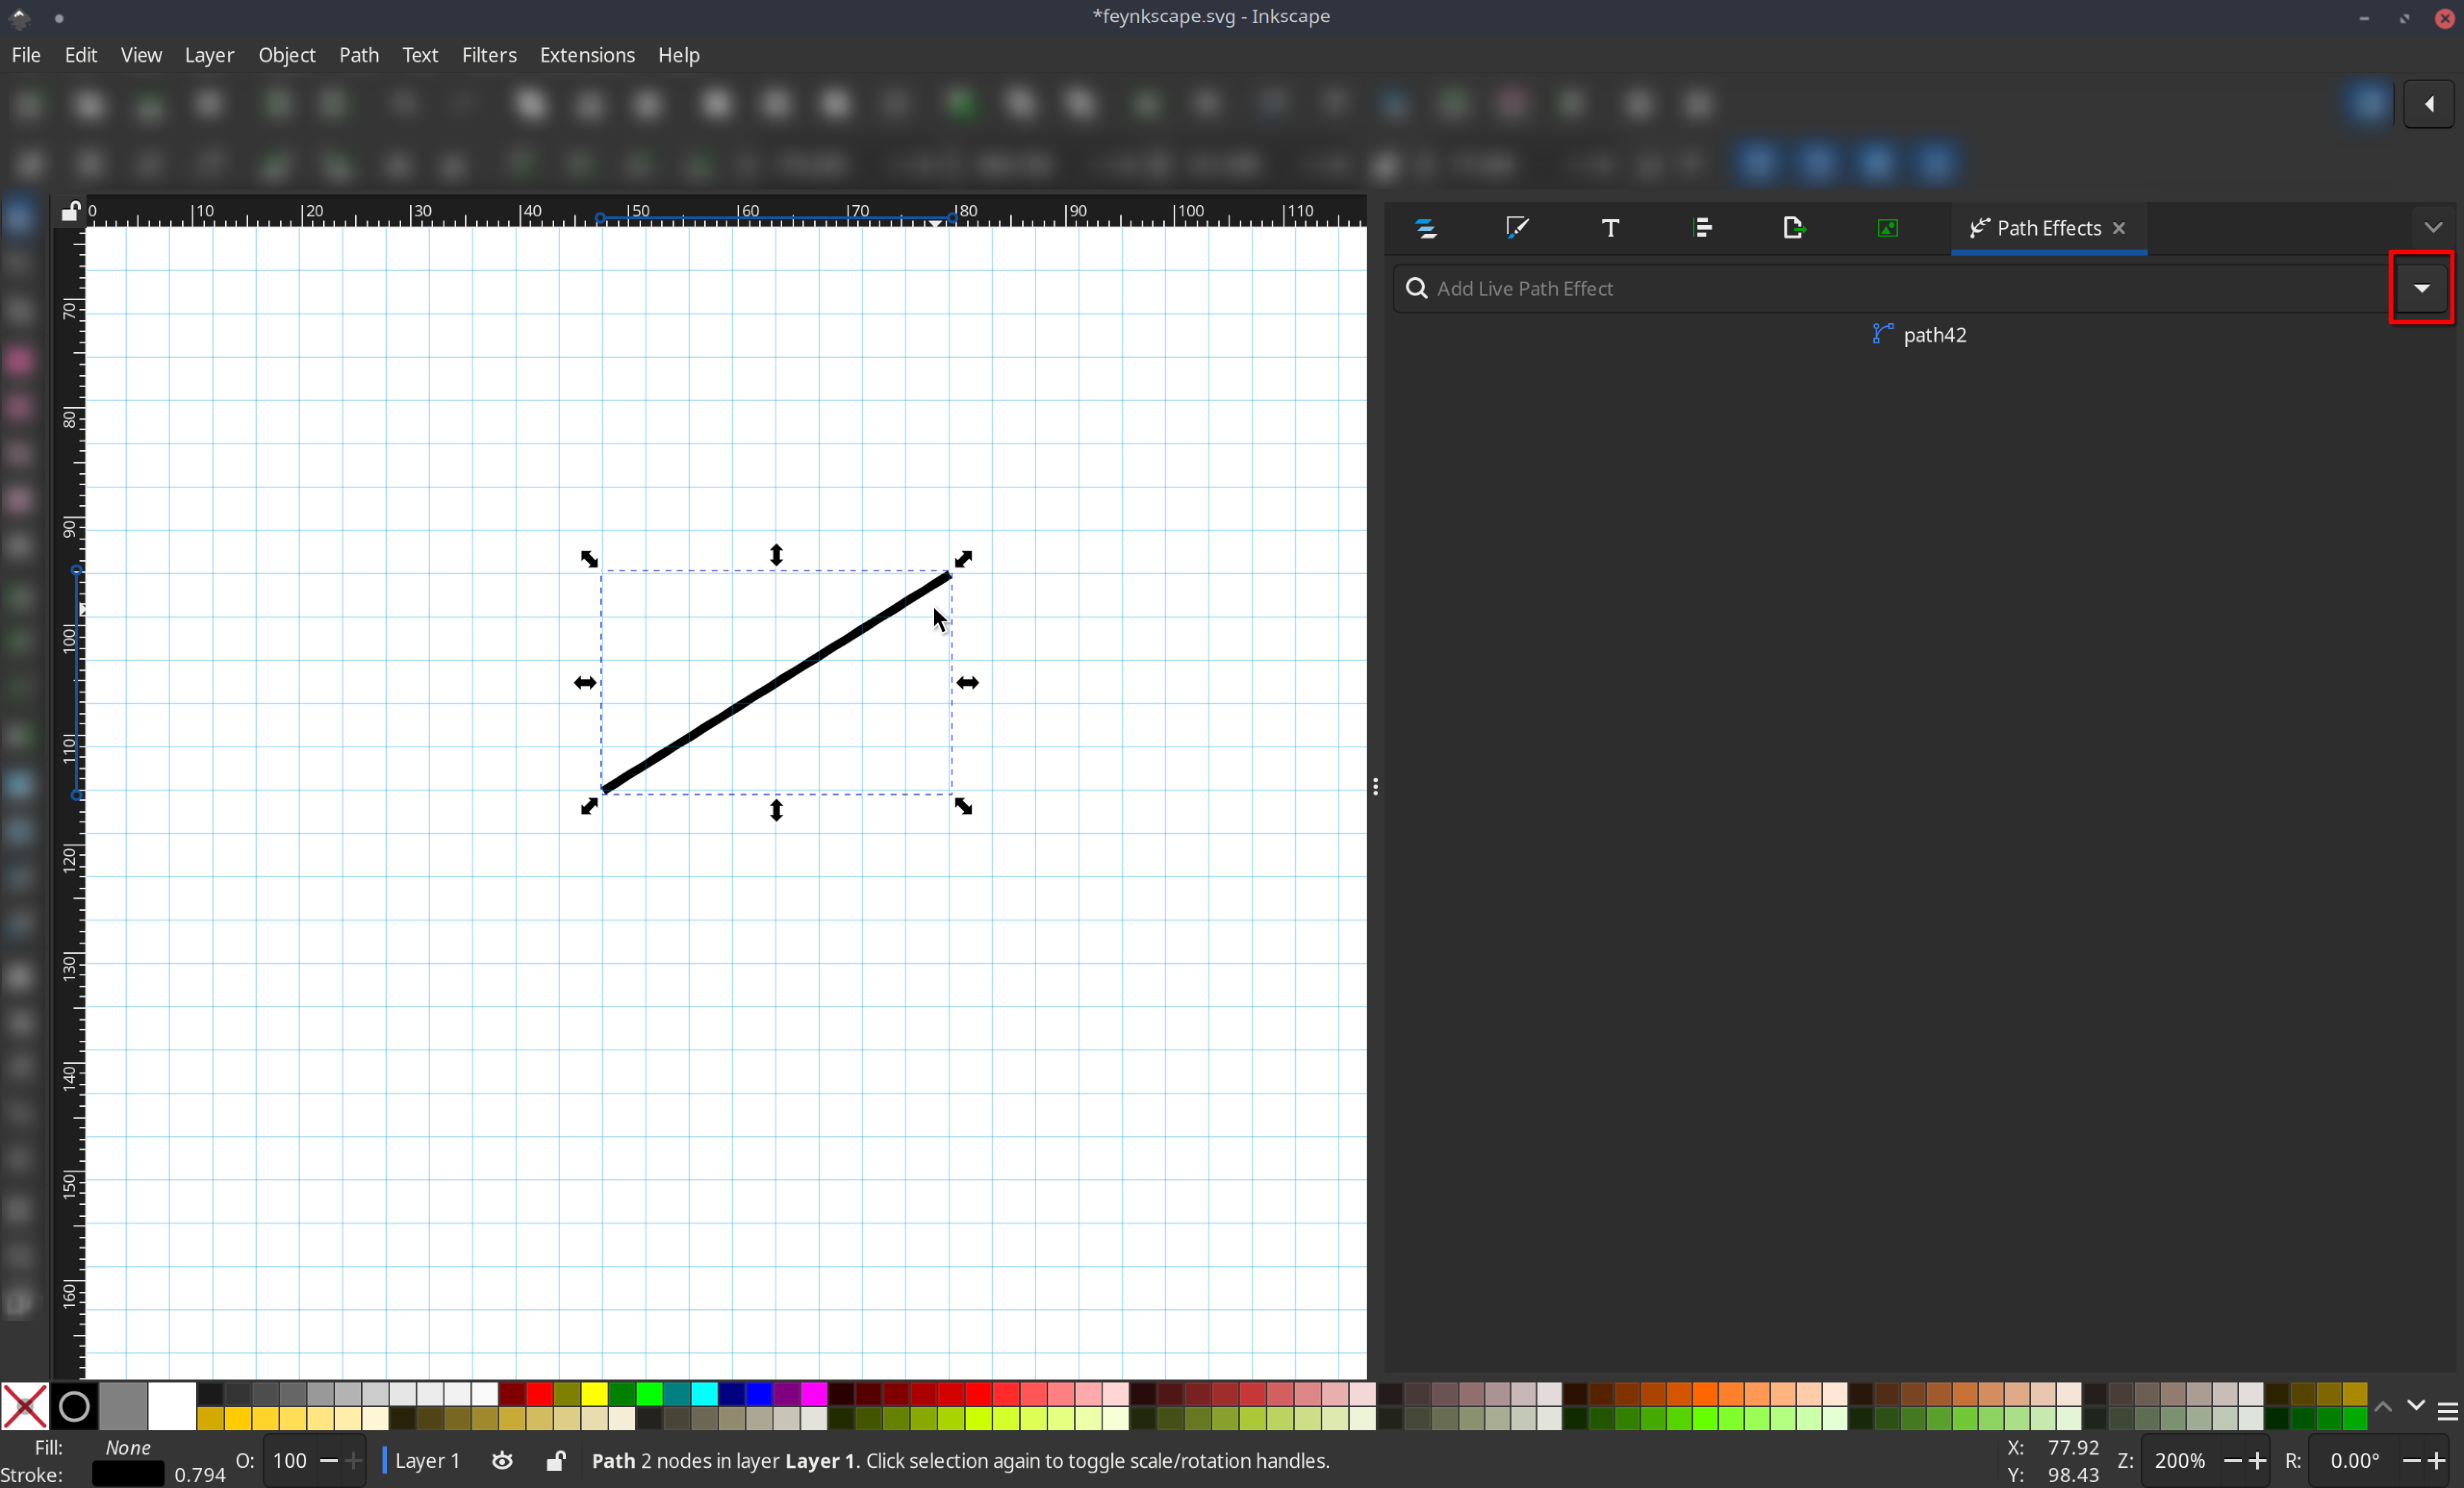 *feynkscape.svg - Inkscape
File Edit View Layer Object Path Text Filters Extensions Help
0 10 20 30 40 50 60 70 80 90 100 110
Path Effects
Add Live Path Effect
path42
70
80
90
100
110
120
130
140
150
160
Fill: None
Stroke: 0.794
O: 100
Layer 1
Path 2 nodes in layer Layer 1. Click selection again to toggle scale/rotation handles.
X: 77.92
Y: 98.43
Z: 200%
R: 0.00°